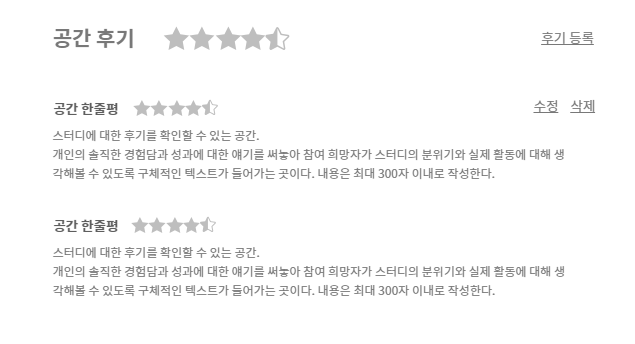 공간 후기
후기 등록
공간 한줄평
수정 삭제
스터디에 대한 후기를 확인할 수 있는 공간.
개인의 솔직한 경험담과 성과에 대한 얘기를 써놓아 참여 희망자가 스터디의 분위기와 실제 활동에 대해 생
각해볼 수 있도록 구체적인 텍스트가 들어가는 곳이다. 내용은 최대 300자 이내로 작성한다.
공간 한줄평
스터디에 대한 후기를 확인할 수 있는 공간.
개인의 솔직한 경험담과 성과에 대한 얘기를 써놓아 참여 희망자가 스터디의 분위기와 실제 활동에 대해 생
각해볼 수 있도록 구체적인 텍스트가 들어가는 곳이다. 내용은 최대 300자 이내로 작성한다.